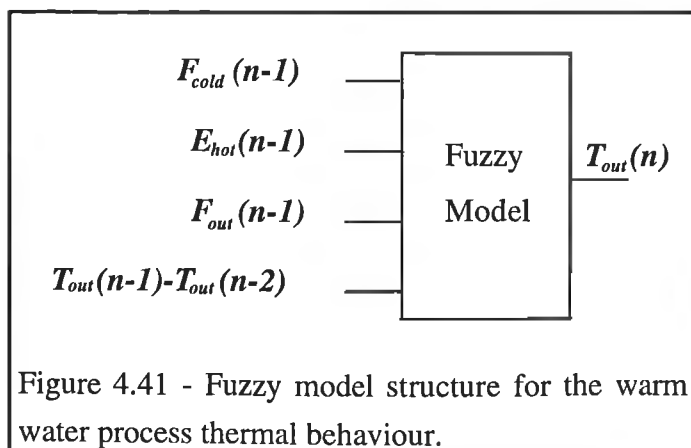 F_cold (n-1)
E_hot(n-1)
Fuzzy
T_out(n)
F_out(n-1)
Model
T_out(n-1)-T_out(n-2)
Figure 4.41 - Fuzzy model structure for the warm
water process thermal behaviour.